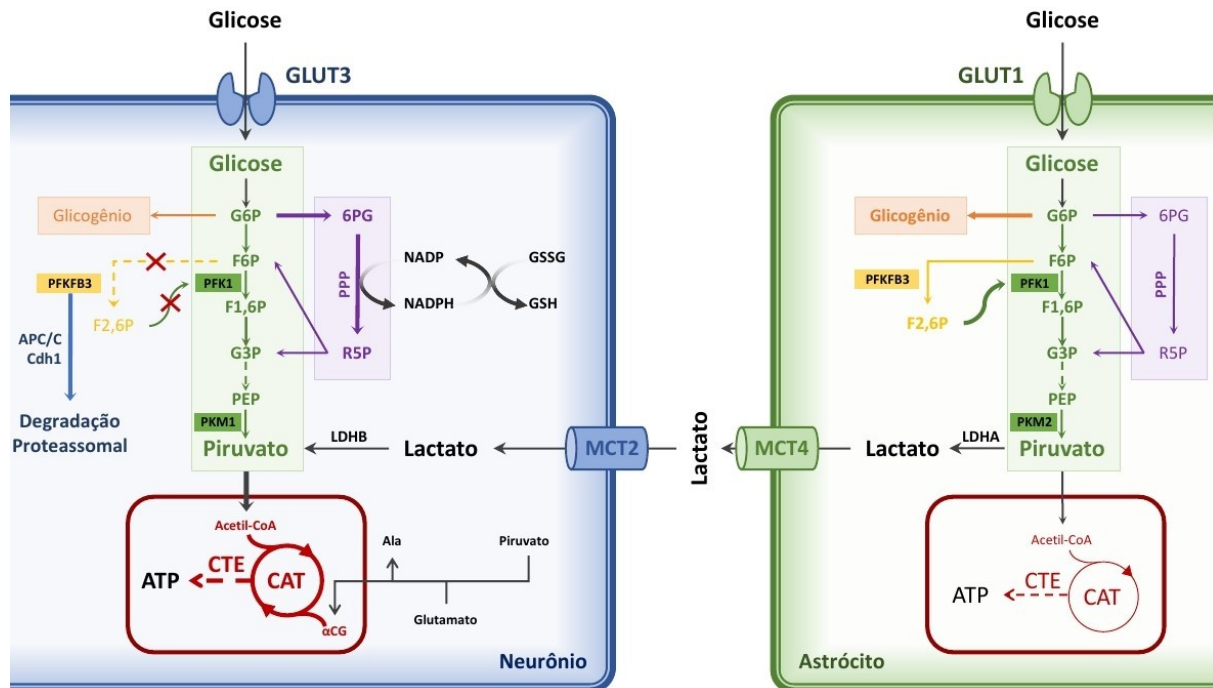 Glicose
GLUT3
Glicose
Glicogênio
G6P
6PG
F6P
PFKFB3
PFK1
F2,6P
F1,6P
PPP
NADP
GSSG
NADPH
GSH
APC/C
Cdh1
G3P
R5P
PEP
Degradação
Proteassomal
PKM1
Piruvato
LDHB
Lactato
MCT2
Lactato
Acetil-CoA
ATP
CTE
CAT
αCG
Ala
Piruvato
Glutamato
Neurônio
Glicose
GLUT1
Glicose
Glicogênio
G6P
6PG
F6P
PFKFB3
PFK1
F2,6P
F1,6P
PPP
G3P
R5P
PEP
PKM2
Piruvato
LDHA
Lactato
MCT4
Acetil-CoA
ATP
CTE
CAT
Astrócito